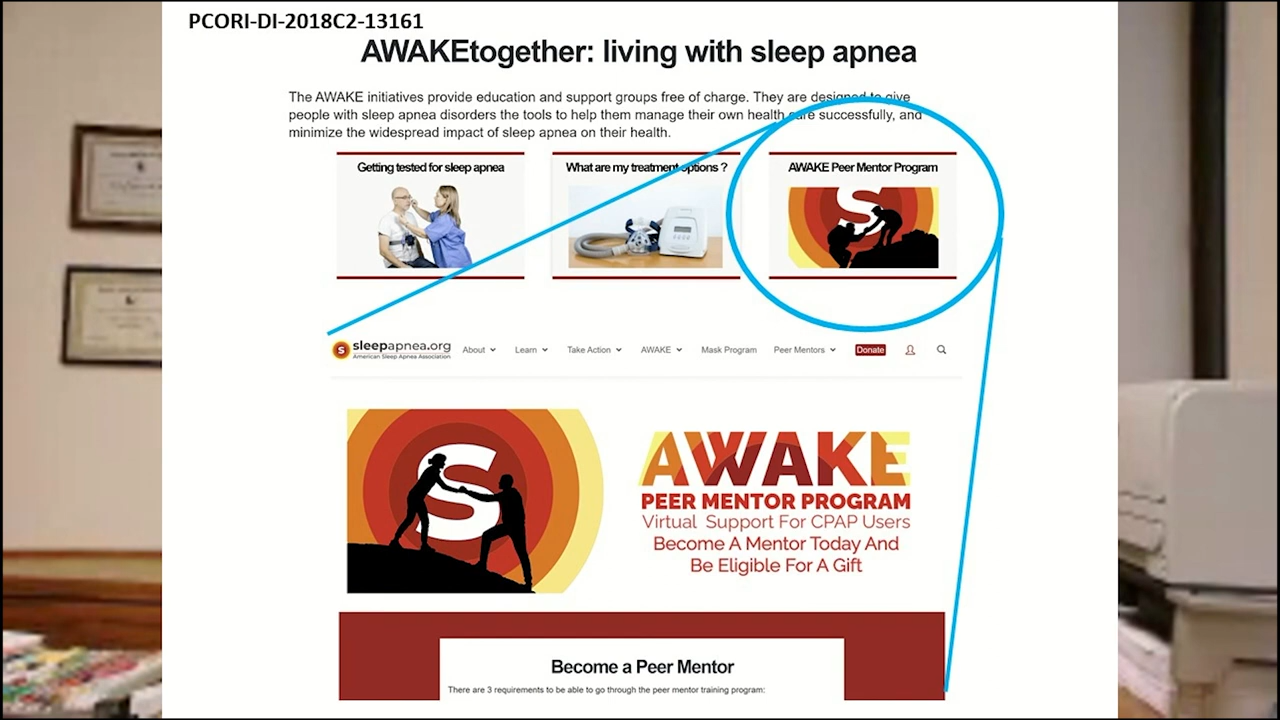 PCORI-DI-2018C2-13161
AWAKEtogether: living with sleep apnea
The AWAKE initiatives provide education and support groups free of charge. They are designed to give
people with sleep apnea disorders the tools to help them manage their own health care successfully, and
minimize the widespread impact of sleep apnea on their health.
Getting tested for sleep apnea
What are my treatment options ?
AWAKE Peer Mentor Program
S
S sleepapnea.org
American Sleep Apnea Association
About Learn Take Action AWAKE Mask Program Peer Mentors Donate
S
AWAKE
PEER MENTOR PROGRAM
Virtual Support For CPAP Users
Become A Mentor Today And
Be Eligible For A Gift
Become a Peer Mentor
There are 3 requirements to be able to go through the peer mentor training program: